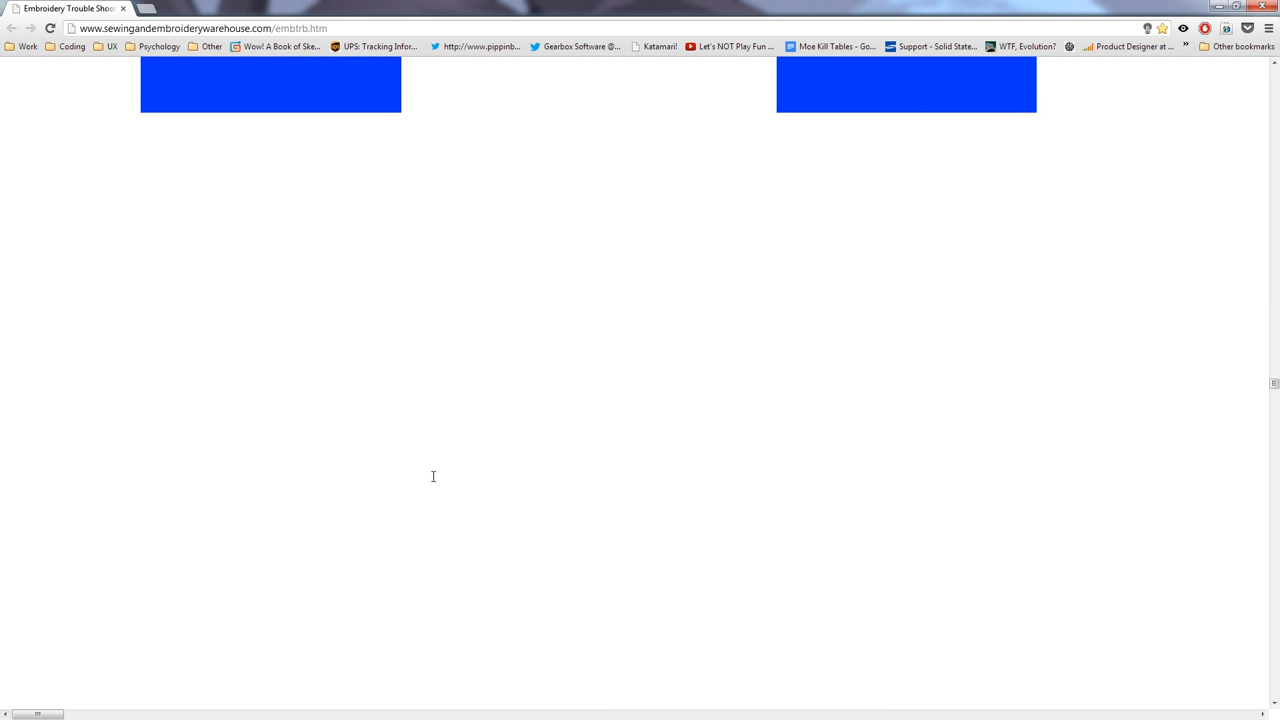 Embroidery Trouble Shoo
www.sewingandembroiderywarehouse.com/embtrb.htm
Work Coding UX Psychology Other Wow! A Book of Ske... UPS: Tracking Infor... http://www.pippinb... Gearbox Software @... Katamari! Let's NOT Play Fun ... Moe Kill Tables - Go... Support - Solid State... WTF, Evolution? Product Designer at ... » Other bookmarks